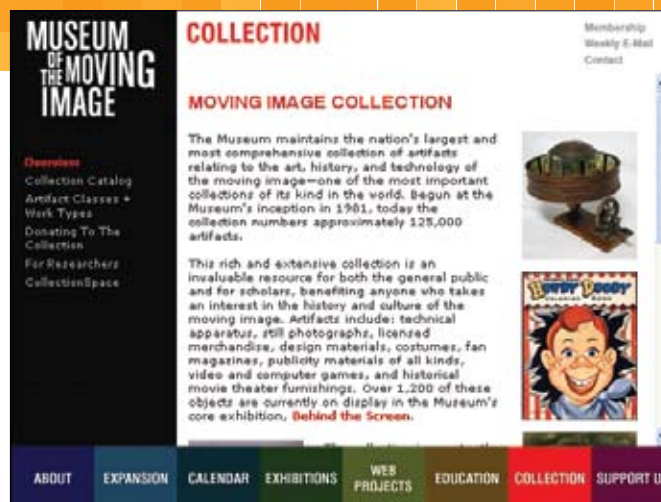 MUSEUM
OF THE MOVING
IMAGE
COLLECTION
Membership
Weekly E-Mail
Contact
Overview
Collection Catalog
Artifact Classes +
Work Types
Donating To The
Collection
For Researchers
CollectionSpace
MOVING IMAGE COLLECTION
The Museum maintains the nation's largest and
most comprehensive collection of artifacts
relating to the art, history, and technology of
the moving image—one of the most important
collections of its kind in the world. Begun at the
Museum's inception in 1981, today the
collection numbers approximately 125,000
artifacts.
This rich and extensive collection is an
invaluable resource for both the general public
and for scholars, benefiting anyone who takes
an interest in the history and culture of the
moving image. Artifacts include: technical
apparatus, still photographs, licensed
merchandise, design materials, costumes, fan
magazines, publicity materials of all kinds,
video and computer games, and historical
movie theater furnishings. Over 1,200 of these
objects are currently on display in the Museum's
core exhibition, Behind the Screen.
HOWDY DOODY
COLORING BOOK
ABOUT
EXPANSION
CALENDAR
EXHIBITIONS
WEB
PROJECTS
EDUCATION
COLLECTION
SUPPORT U